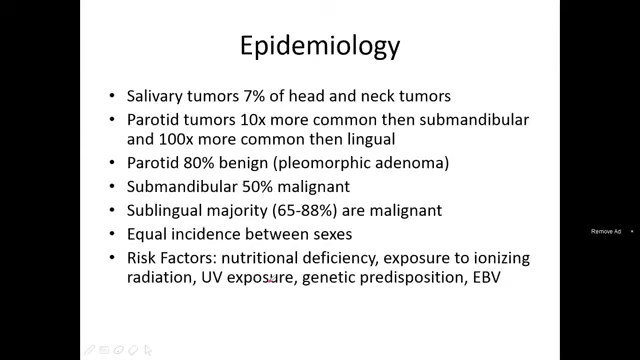 Epidemiology
• Salivary tumors 7% of head and neck tumors
• Parotid tumors 10x more common then submandibular
and 100x more common then lingual
• Parotid 80% benign (pleomorphic adenoma)
• Submandibular 50% malignant
• Sublingual majority (65-88%) are malignant
• Equal incidence between sexes
• Risk Factors: nutritional deficiency, exposure to ionizing
radiation, UV exposure, genetic predisposition, EBV
Remove Ad